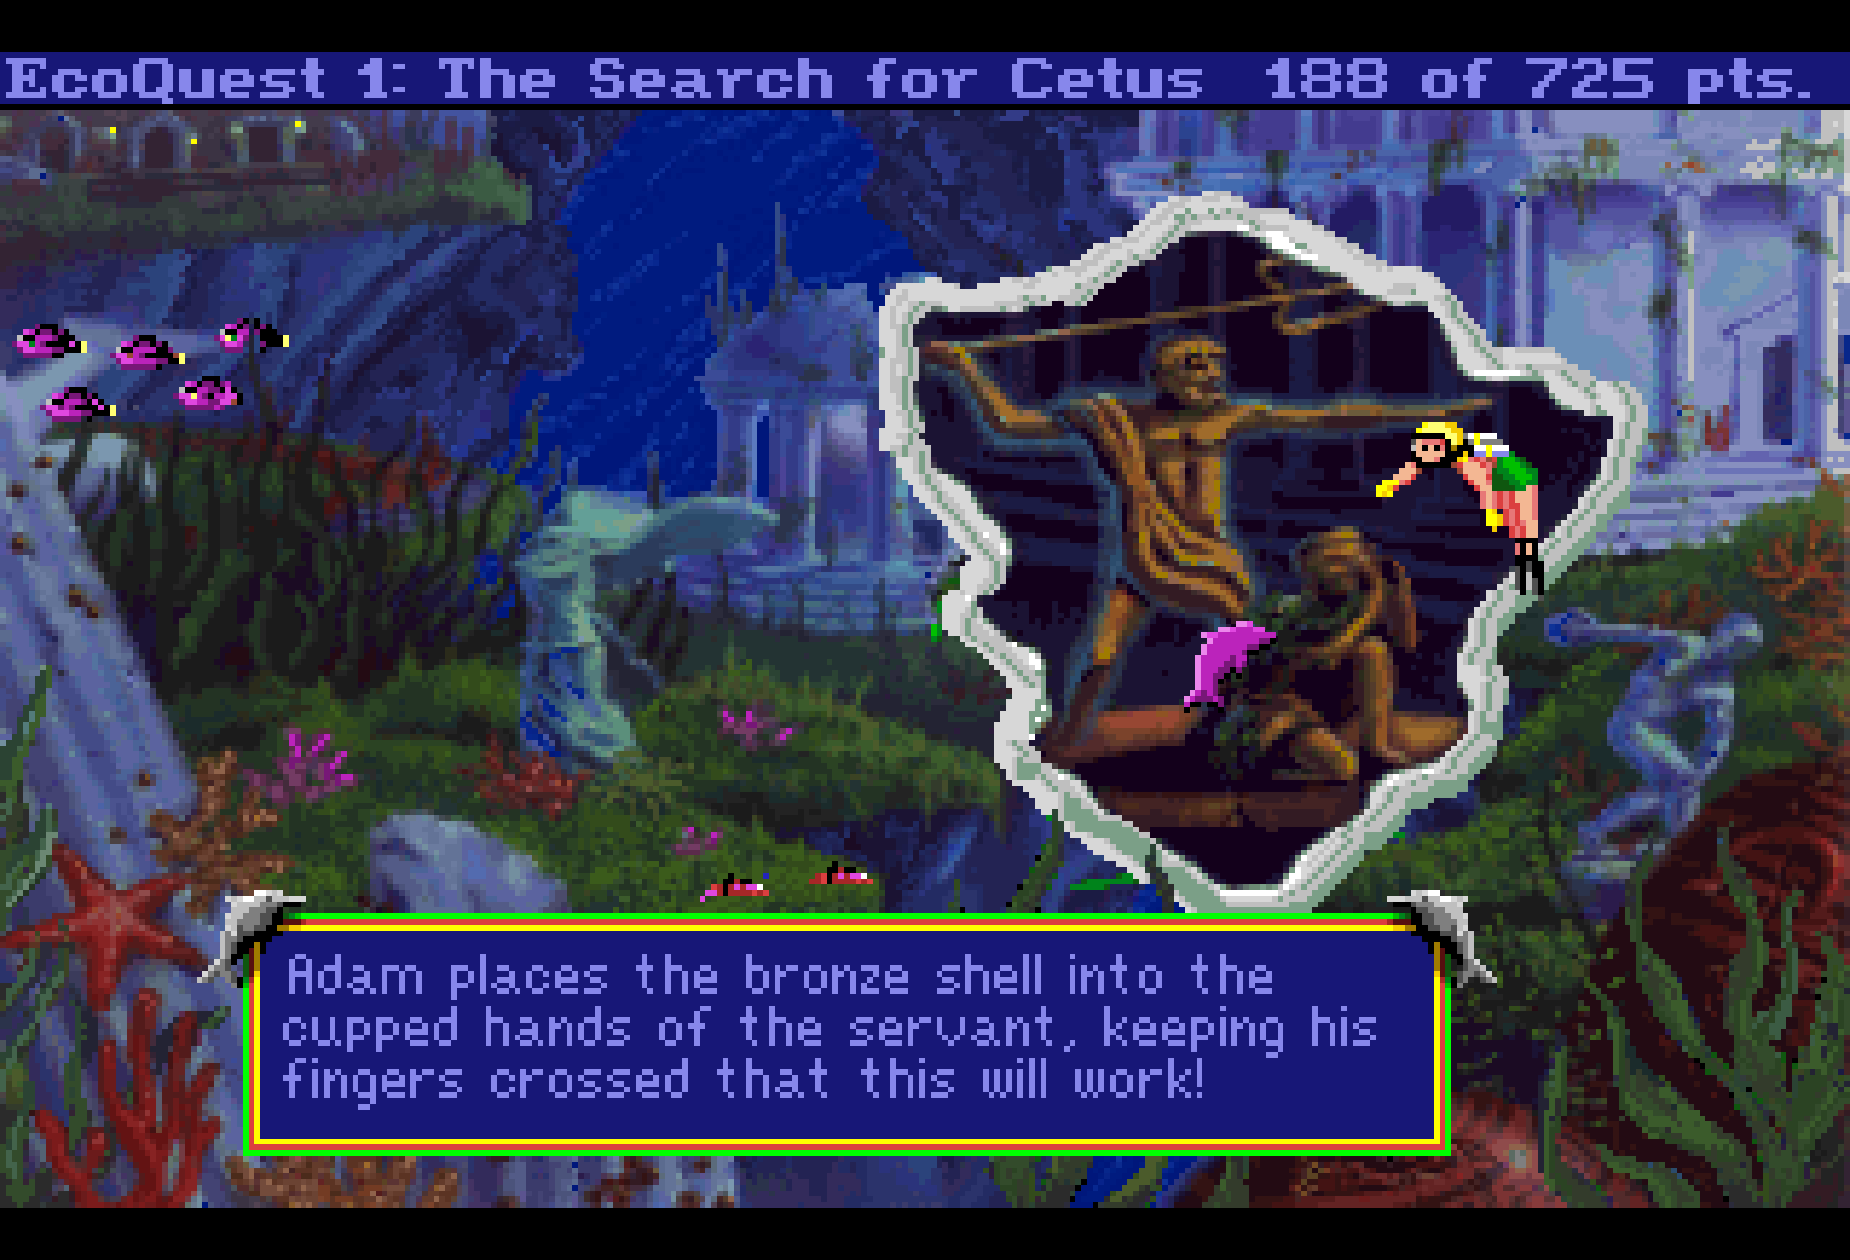 EcoQuest 1: The Search for Cetus 188 of 725 pts.
Adam places the bronze shell into the
cupped hands of the servant, keeping his
fingers crossed that this will work!